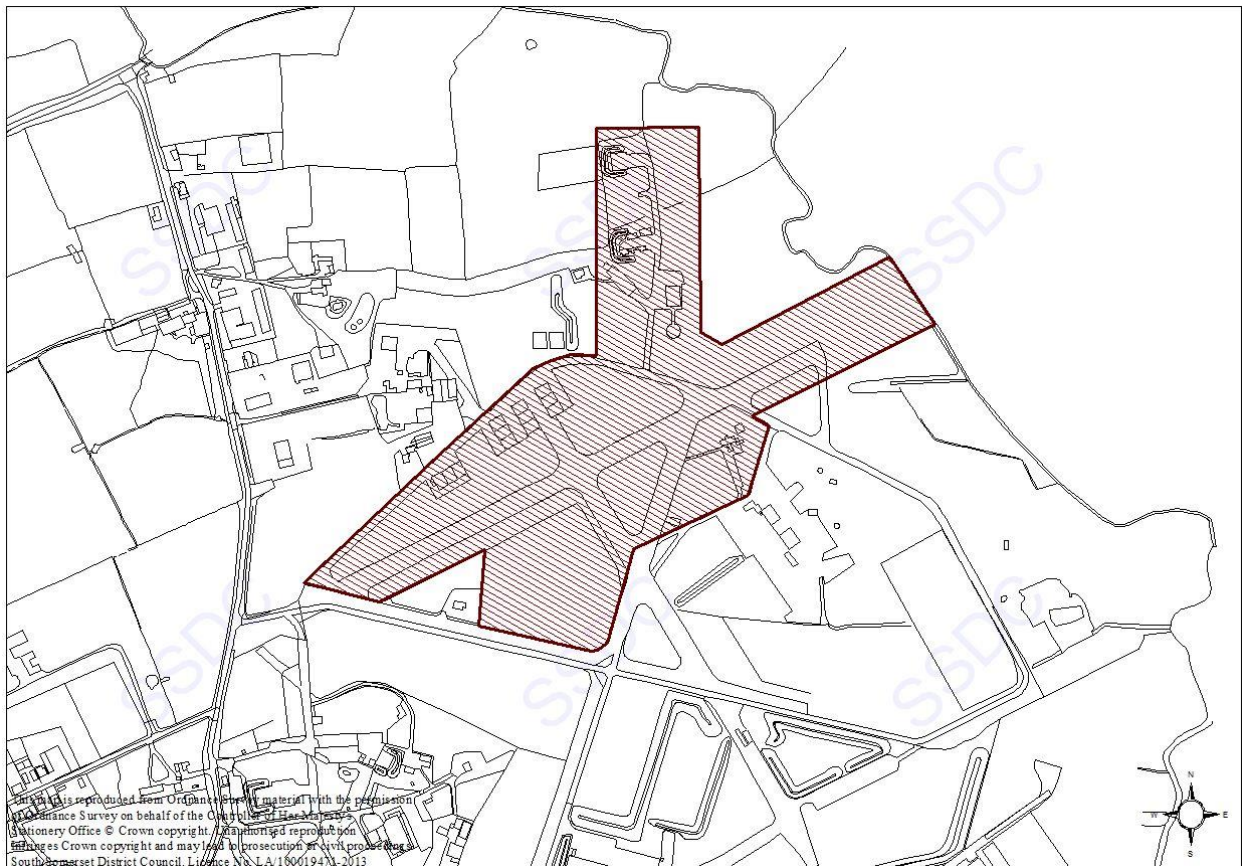 SSDC
SSDC
SSDC
SSDC
SSDC
SSDC
N
W
E
S
This map is reproduced from Ordnance Survey material with the permission
of Ordnance Survey on behalf of the Controller of Her Majesty's
Stationery Office © Crown copyright. Unauthorised reproduction
infringes Crown copyright and may lead to prosecution or civil proceedings
South Somerset District Council. Licence No. LA/100019471-2013